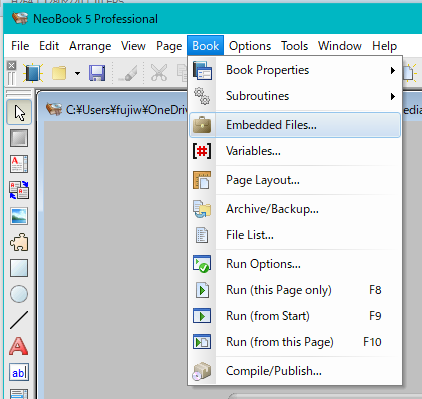 NeoBook 5 Professional
File Edit Arrange View Page Book Options Tools Window Help
Book Properties
Subroutines
C:¥Users¥fujiw¥OneDriv
Embedded Files...
Variables...
Page Layout...
Archive/Backup...
File List...
Run Options...
Run (this Page only) F8
Run (from Start) F9
Run (from this Page) F10
Compile/Publish...
A
ab